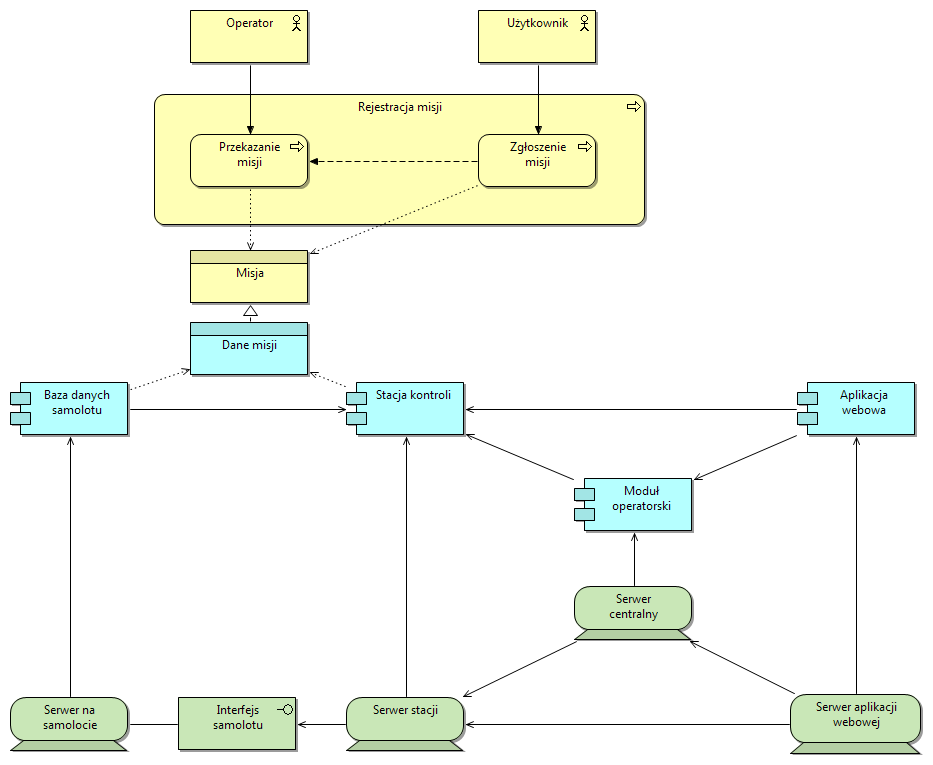 Operator
Użytkownik
Rejestracja misji
Przekazanie
misji
Zgłoszenie
misji
Misja
Dane misji
Baza danych
samolotu
Stacja kontroli
Aplikacja
webowa
Moduł
operatorski
Serwer
centralny
Serwer na
samolocie
Interfejs
samolotu
Serwer stacji
Serwer aplikacji
webowej